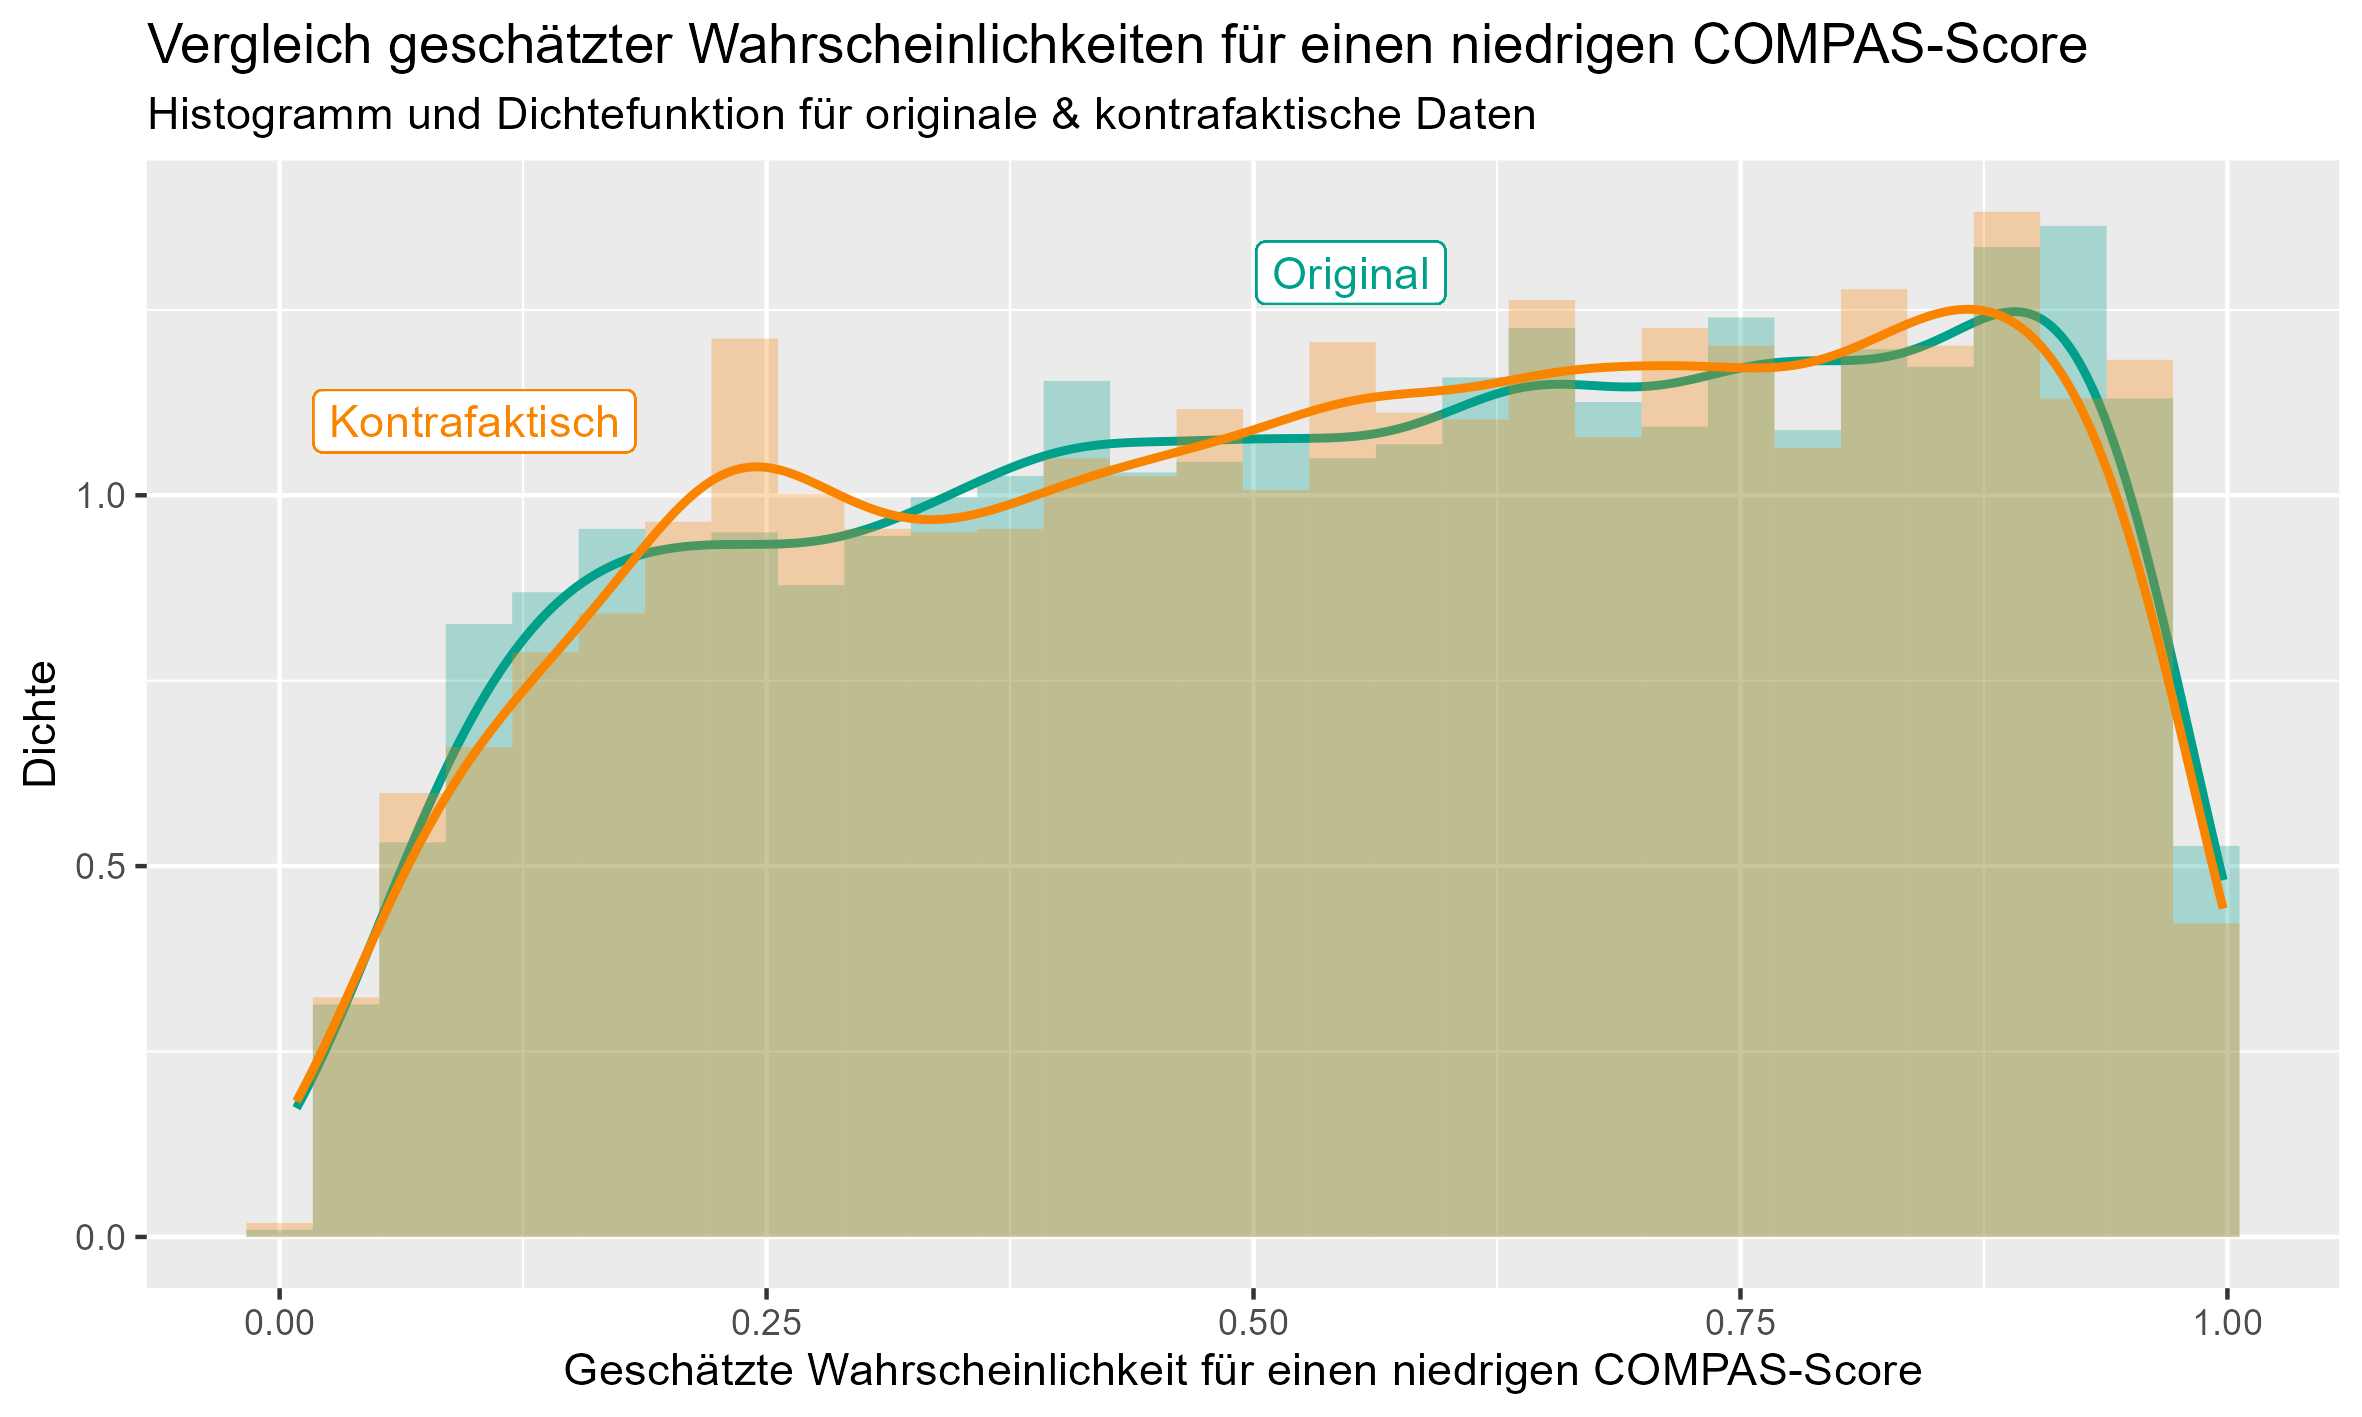 Vergleich geschätzter Wahrscheinlichkeiten für einen niedrigen COMPAS-Score
Histogramm und Dichtefunktion für originale & kontrafaktische Daten
Original
Kontrafaktisch
Dichte
1.0
0.5
0.0
0.00 0.25 0.50 0.75 1.00
Geschätzte Wahrscheinlichkeit für einen niedrigen COMPAS-Score